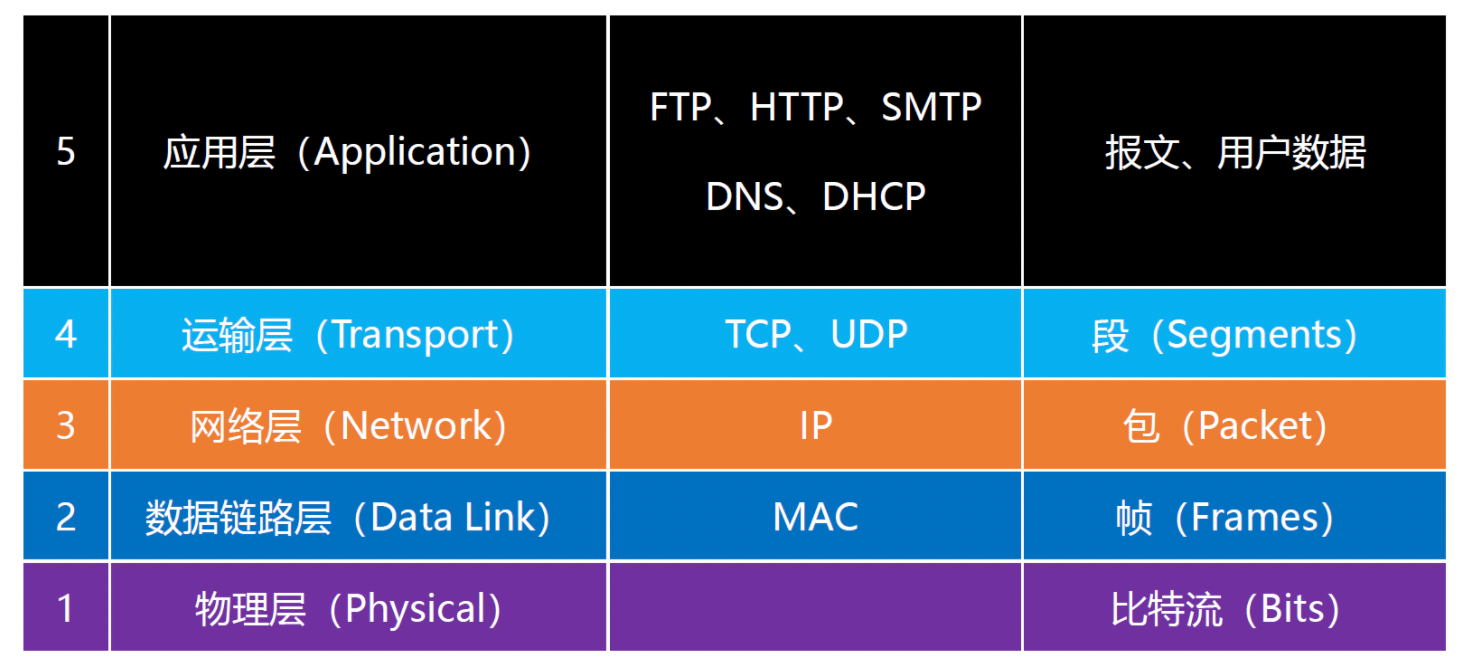 5
应用层（Application）
FTP、HTTP、SMTP
DNS、DHCP
报文、用户数据
4
运输层（Transport）
TCP、UDP
段（Segments）
3
网络层（Network）
IP
包（Packet）
2
数据链路层（Data Link）
MAC
帧（Frames）
1
物理层（Physical）
比特流（Bits）